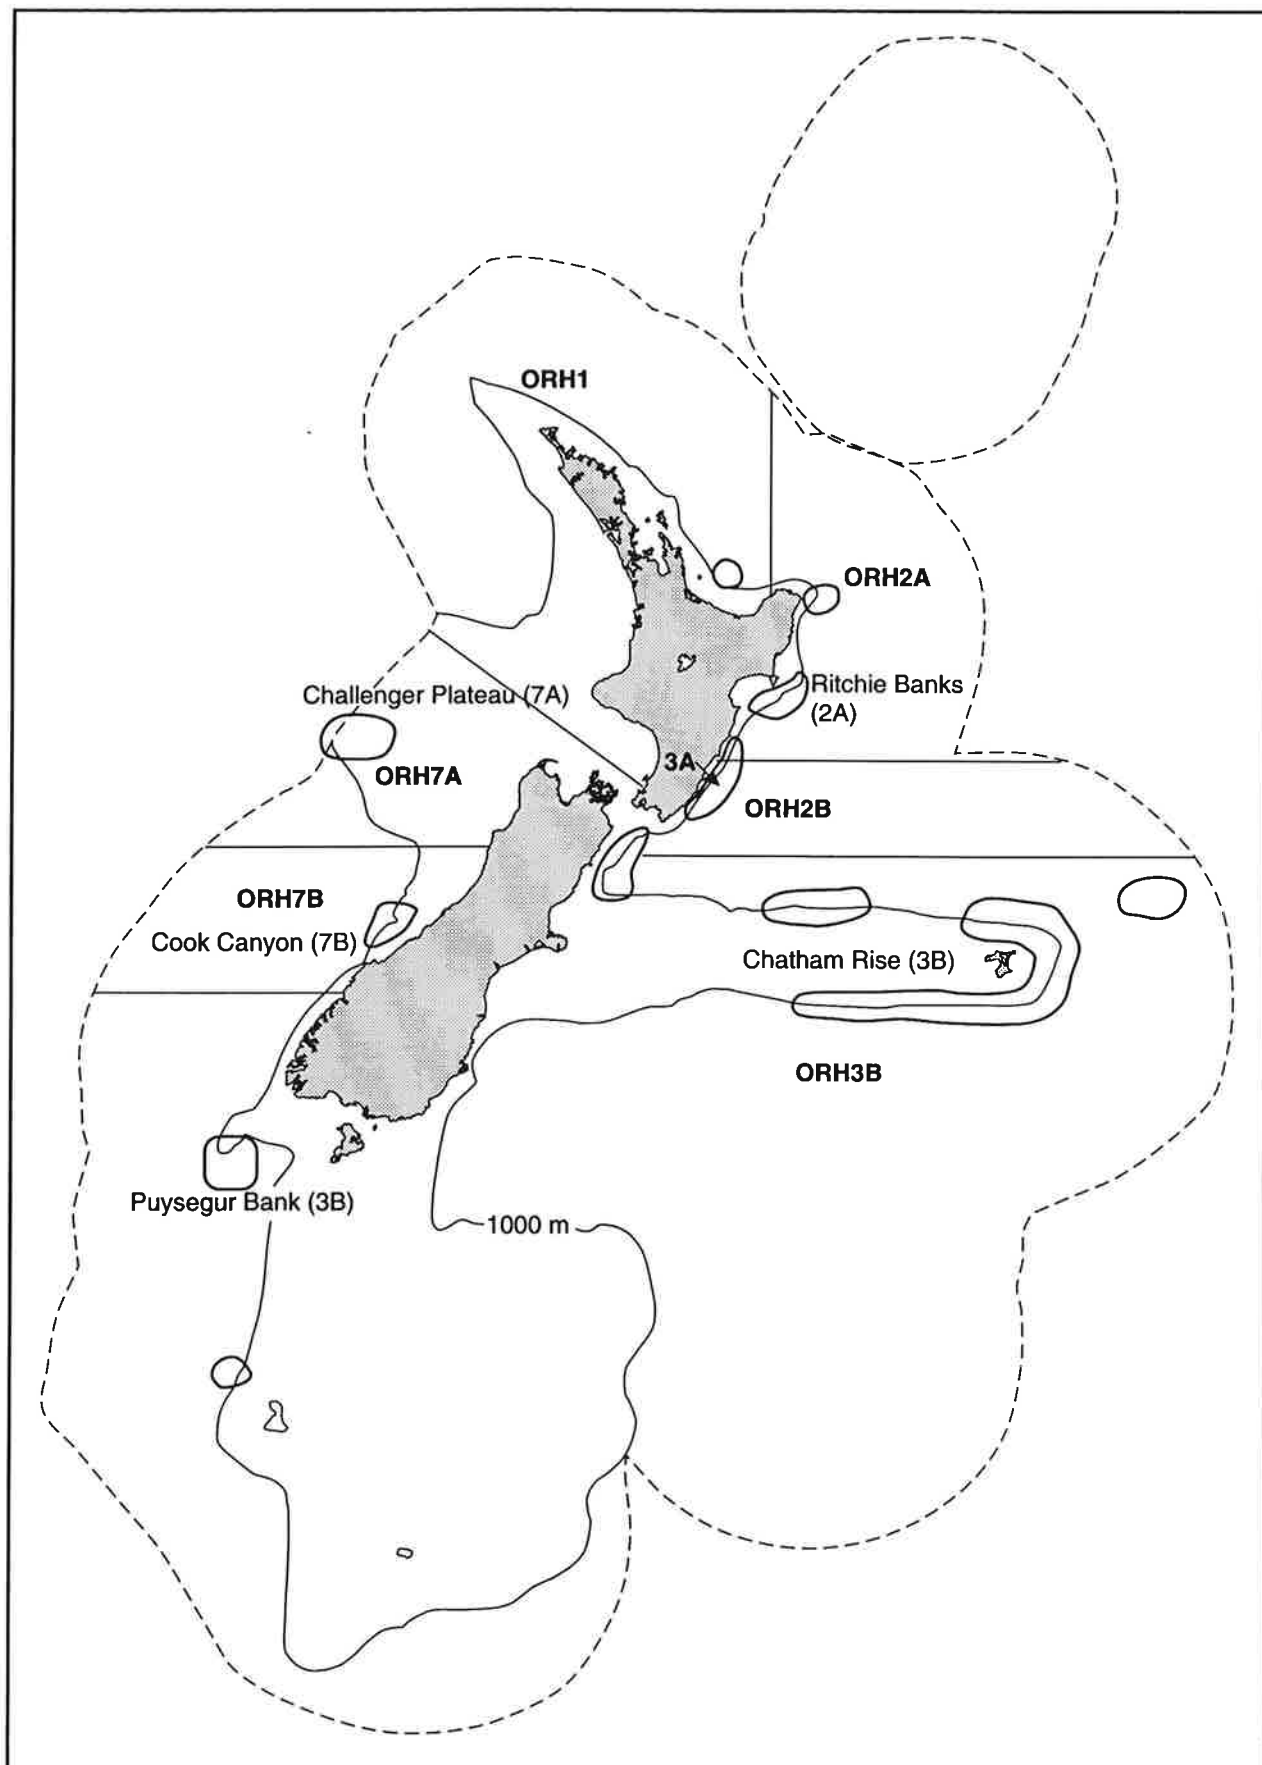 ORH1
ORH2A
Ritchie Banks
(2A)
Challenger Plateau (7A)
3A
ORH7A
ORH2B
ORH7B
Cook Canyon (7B)
Chatham Rise (3B)
ORH3B
Puysegur Bank (3B)
1000 m